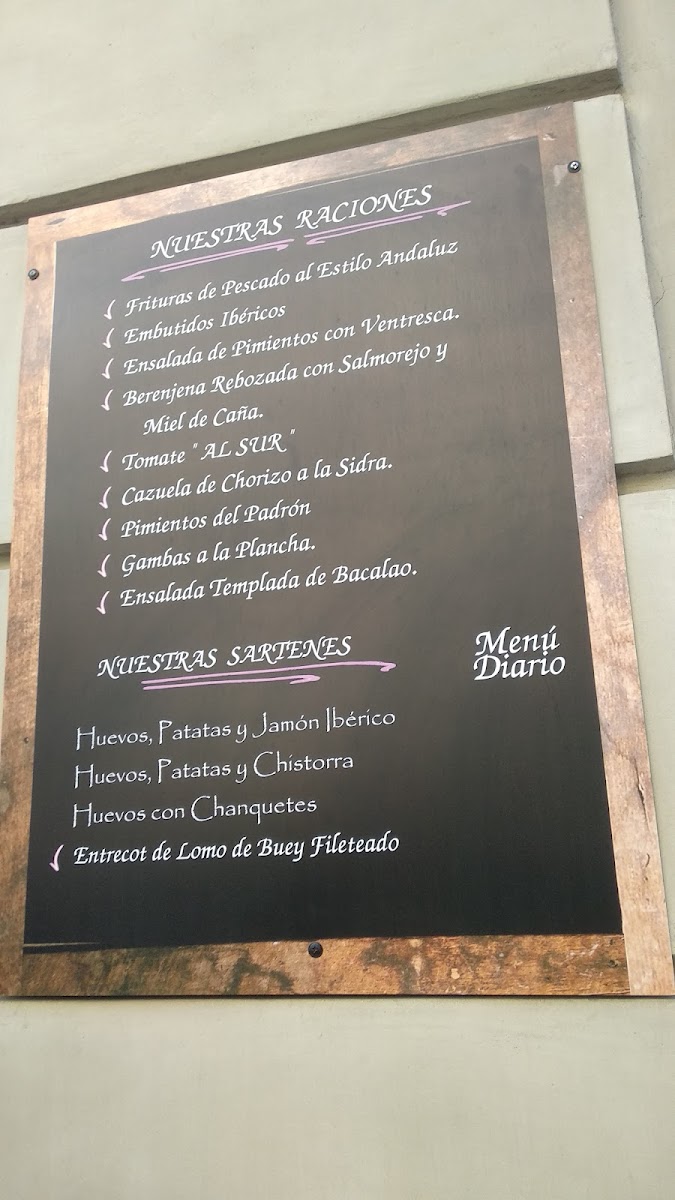 NUESTRAS RACIONES
Frituras de Pescado al Estilo Andaluz
Embutidos Ibéricos
Ensalada de Pimientos con Ventresca.
Berenjena Rebozada con Salmorejo y
Miel de Caña.
Tomate " AL SUR "
Cazuela de Chorizo a la Sidra.
Pimientos del Padrón
Gambas a la Plancha.
Ensalada Templada de Bacalao.
NUESTRAS SARTENES
Menú
Diario
Huevos, Patatas y Jamón Ibérico
Huevos, Patatas y Chistorra
Huevos con Chanquetes
Entrecot de Lomo de Buey Fileteado